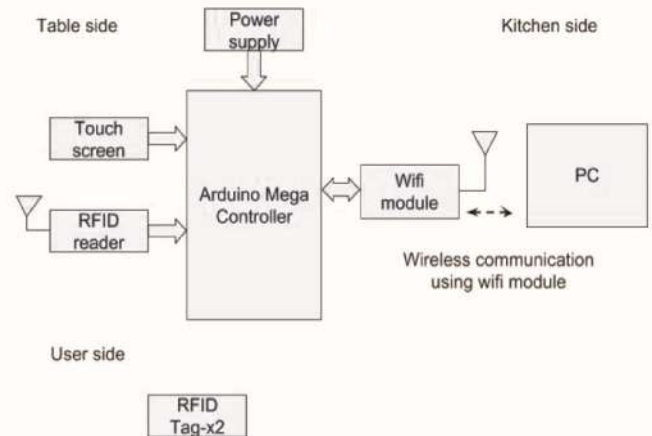 Table side
Power
supply
Kitchen side
Touch
screen
Arduino Mega
Controller
Wifi
module
PC
RFID
reader
Wireless communication
using wifi module
User side
RFID
Tag-x2